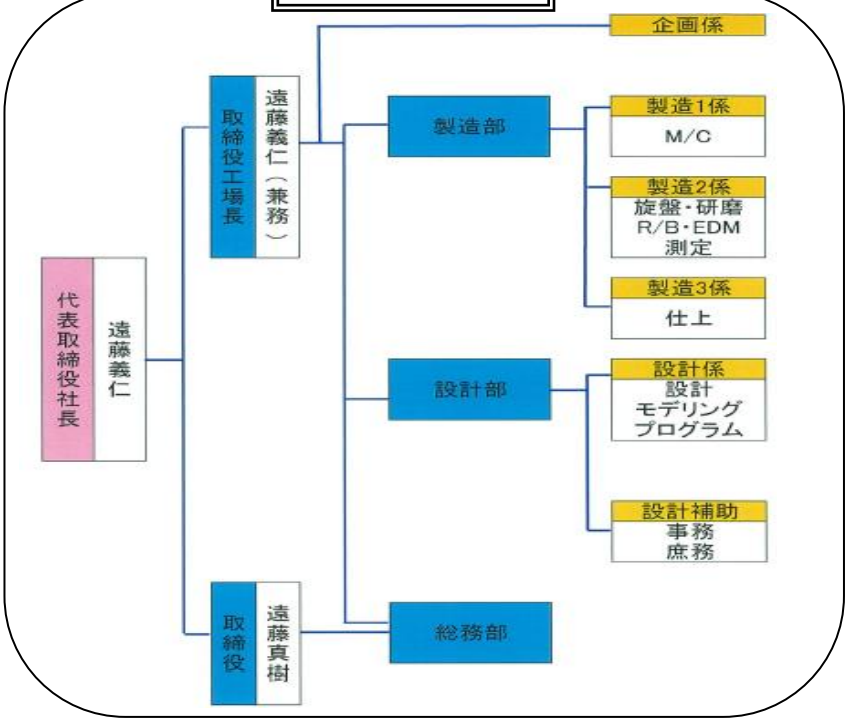 代表取締役社長
遠藤義仁
取締役工場長
遠藤義仁(兼務)
取締役
遠藤真樹
企画係
製造部
製造1係
M/C
製造2係
旋盤・研磨
R/B・EDM
測定
製造3係
仕上
設計部
設計係
設計
モデリング
プログラム
設計補助
事務
庶務
総務部